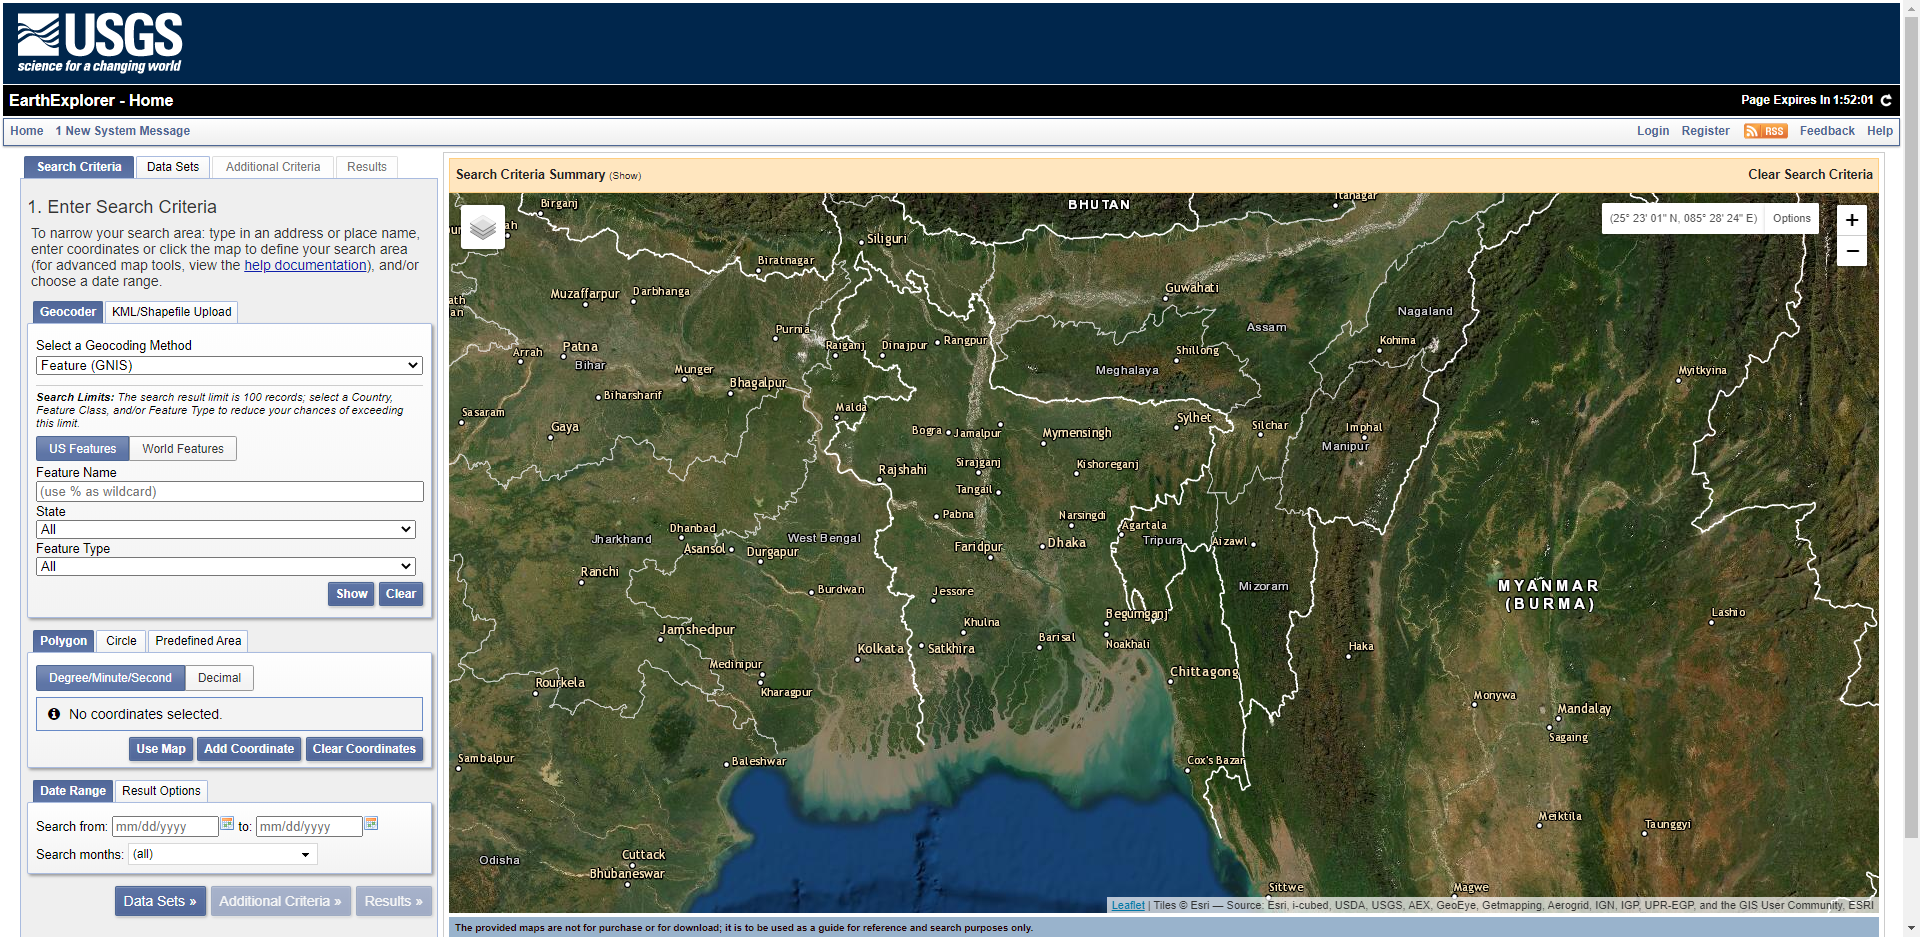 USGS
science for a changing world
EarthExplorer - Home
Page Expires In 1:52:01
Home 1 New System Message
Login Register RSS Feedback Help
Search Criteria Data Sets Additional Criteria Results
1. Enter Search Criteria
To narrow your search area: type in an address or place name,
enter coordinates or click the map to define your search area
(for advanced map tools, view the help documentation), and/or
choose a date range.
Geocoder KML/Shapefile Upload
Select a Geocoding Method
Feature (GNIS)
Search Limits: The search result limit is 100 records; select a Country,
Feature Class, and/or Feature Type to reduce your chances of exceeding
this limit.
US Features World Features
Feature Name
(use % as wildcard)
State
All
Feature Type
All
Show Clear
Polygon Circle Predefined Area
Degree/Minute/Second Decimal
No coordinates selected.
Use Map Add Coordinate Clear Coordinates
Date Range Result Options
Search from: mm/dd/yyyy to: mm/dd/yyyy
Search months: (all)
Data Sets » Additional Criteria » Results »
Search Criteria Summary (Show)
Clear Search Criteria
(25° 23' 01" N, 085° 28' 24" E) Options
+
−
Birganj
BHUTAN
Itanagar
Siliguri
Biratnagar
Muzaffarpur
Darbhanga
Guwahati
Nagaland
Assam
Purnia
Patna
Arrah
Bihar
Raiganj
Dinajpur
Rangpur
Kohima
Shillong
Meghalaya
Munger
Bhagalpur
Myitkyina
Biharsharif
Sasaram
Malda
Gaya
Bogra
Jamalpur
Mymensingh
Sylhet
Silchar
Imphal
Manipur
Rajshahi
Sirajganj
Kishoreganj
Tangail
Pabna
Narsingdi
Agartala
Dhanbad
Jharkhand
West Bengal
Asansol
Durgapur
Faridpur
Dhaka
Tripura
Aizawl
Ranchi
Burdwan
Jessore
Mizoram
MYANMAR
(BURMA)
Begumganj
Lashio
Khulna
Jamshedpur
Barisal
Noakhali
Kolkata
Satkhira
Haka
Medinipur
Chittagong
Rourkela
Kharagpur
Monywa
Mandalay
Sagaing
Sambalpur
Baleshwar
Cox's Bazar
Meiktila
Taunggyi
Cuttack
Odisha
Bhubaneswar
Sittwe
Magwe
Leaflet | Tiles © Esri — Source: Esri, i-cubed, USDA, USGS, AEX, GeoEye, Getmapping, Aerogrid, IGN, IGP, UPR-EGP, and the GIS User Community, ESRI
The provided maps are not for purchase or for download; it is to be used as a guide for reference and search purposes only.